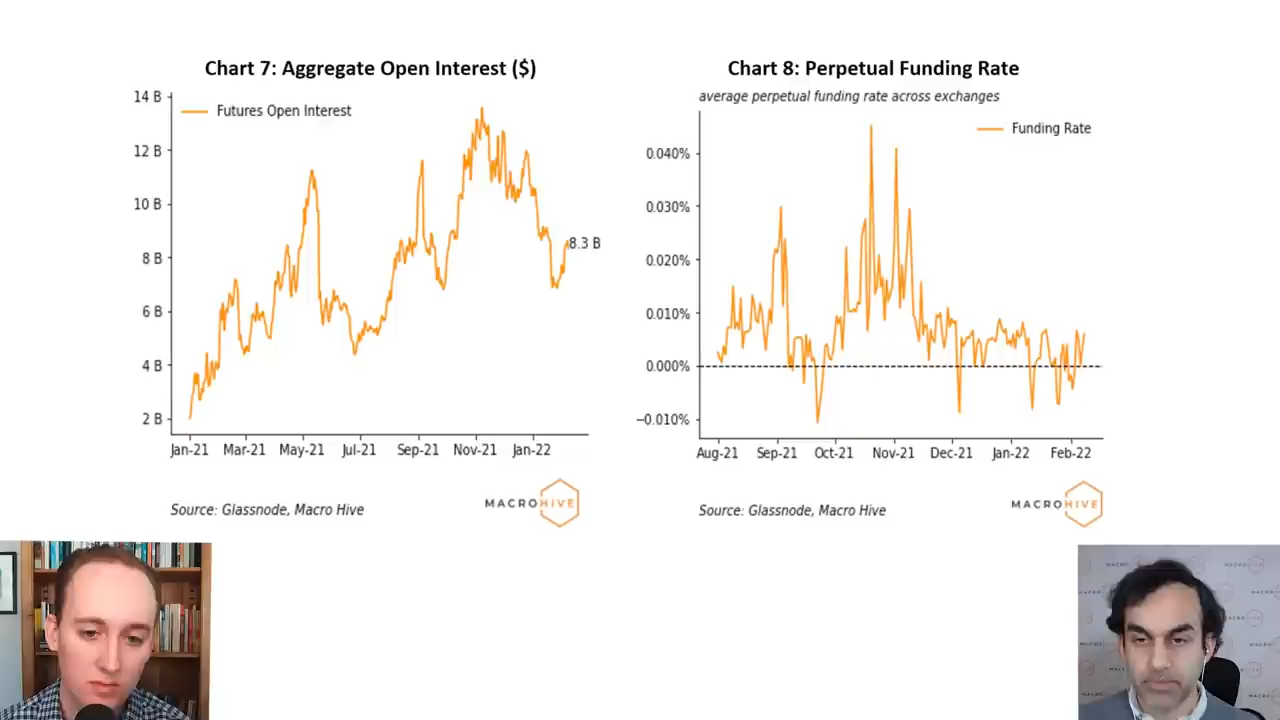 Chart 7: Aggregate Open Interest ($)
14 B
Futures Open Interest
12 B
10 B
8 B
6 B
4 B
2 B
8.3 B
Jan-21 Mar-21 May-21 Jul-21 Sep-21 Nov-21 Jan-22
Source: Glassnode, Macro Hive
MACROHIVE
Chart 8: Perpetual Funding Rate
average perpetual funding rate across exchanges
Funding Rate
0.040%
0.030%
0.020%
0.010%
0.000%
−0.010%
Aug-21 Sep-21 Oct-21 Nov-21 Dec-21 Jan-22 Feb-22
Source: Glassnode, Macro Hive
MACROHIVE